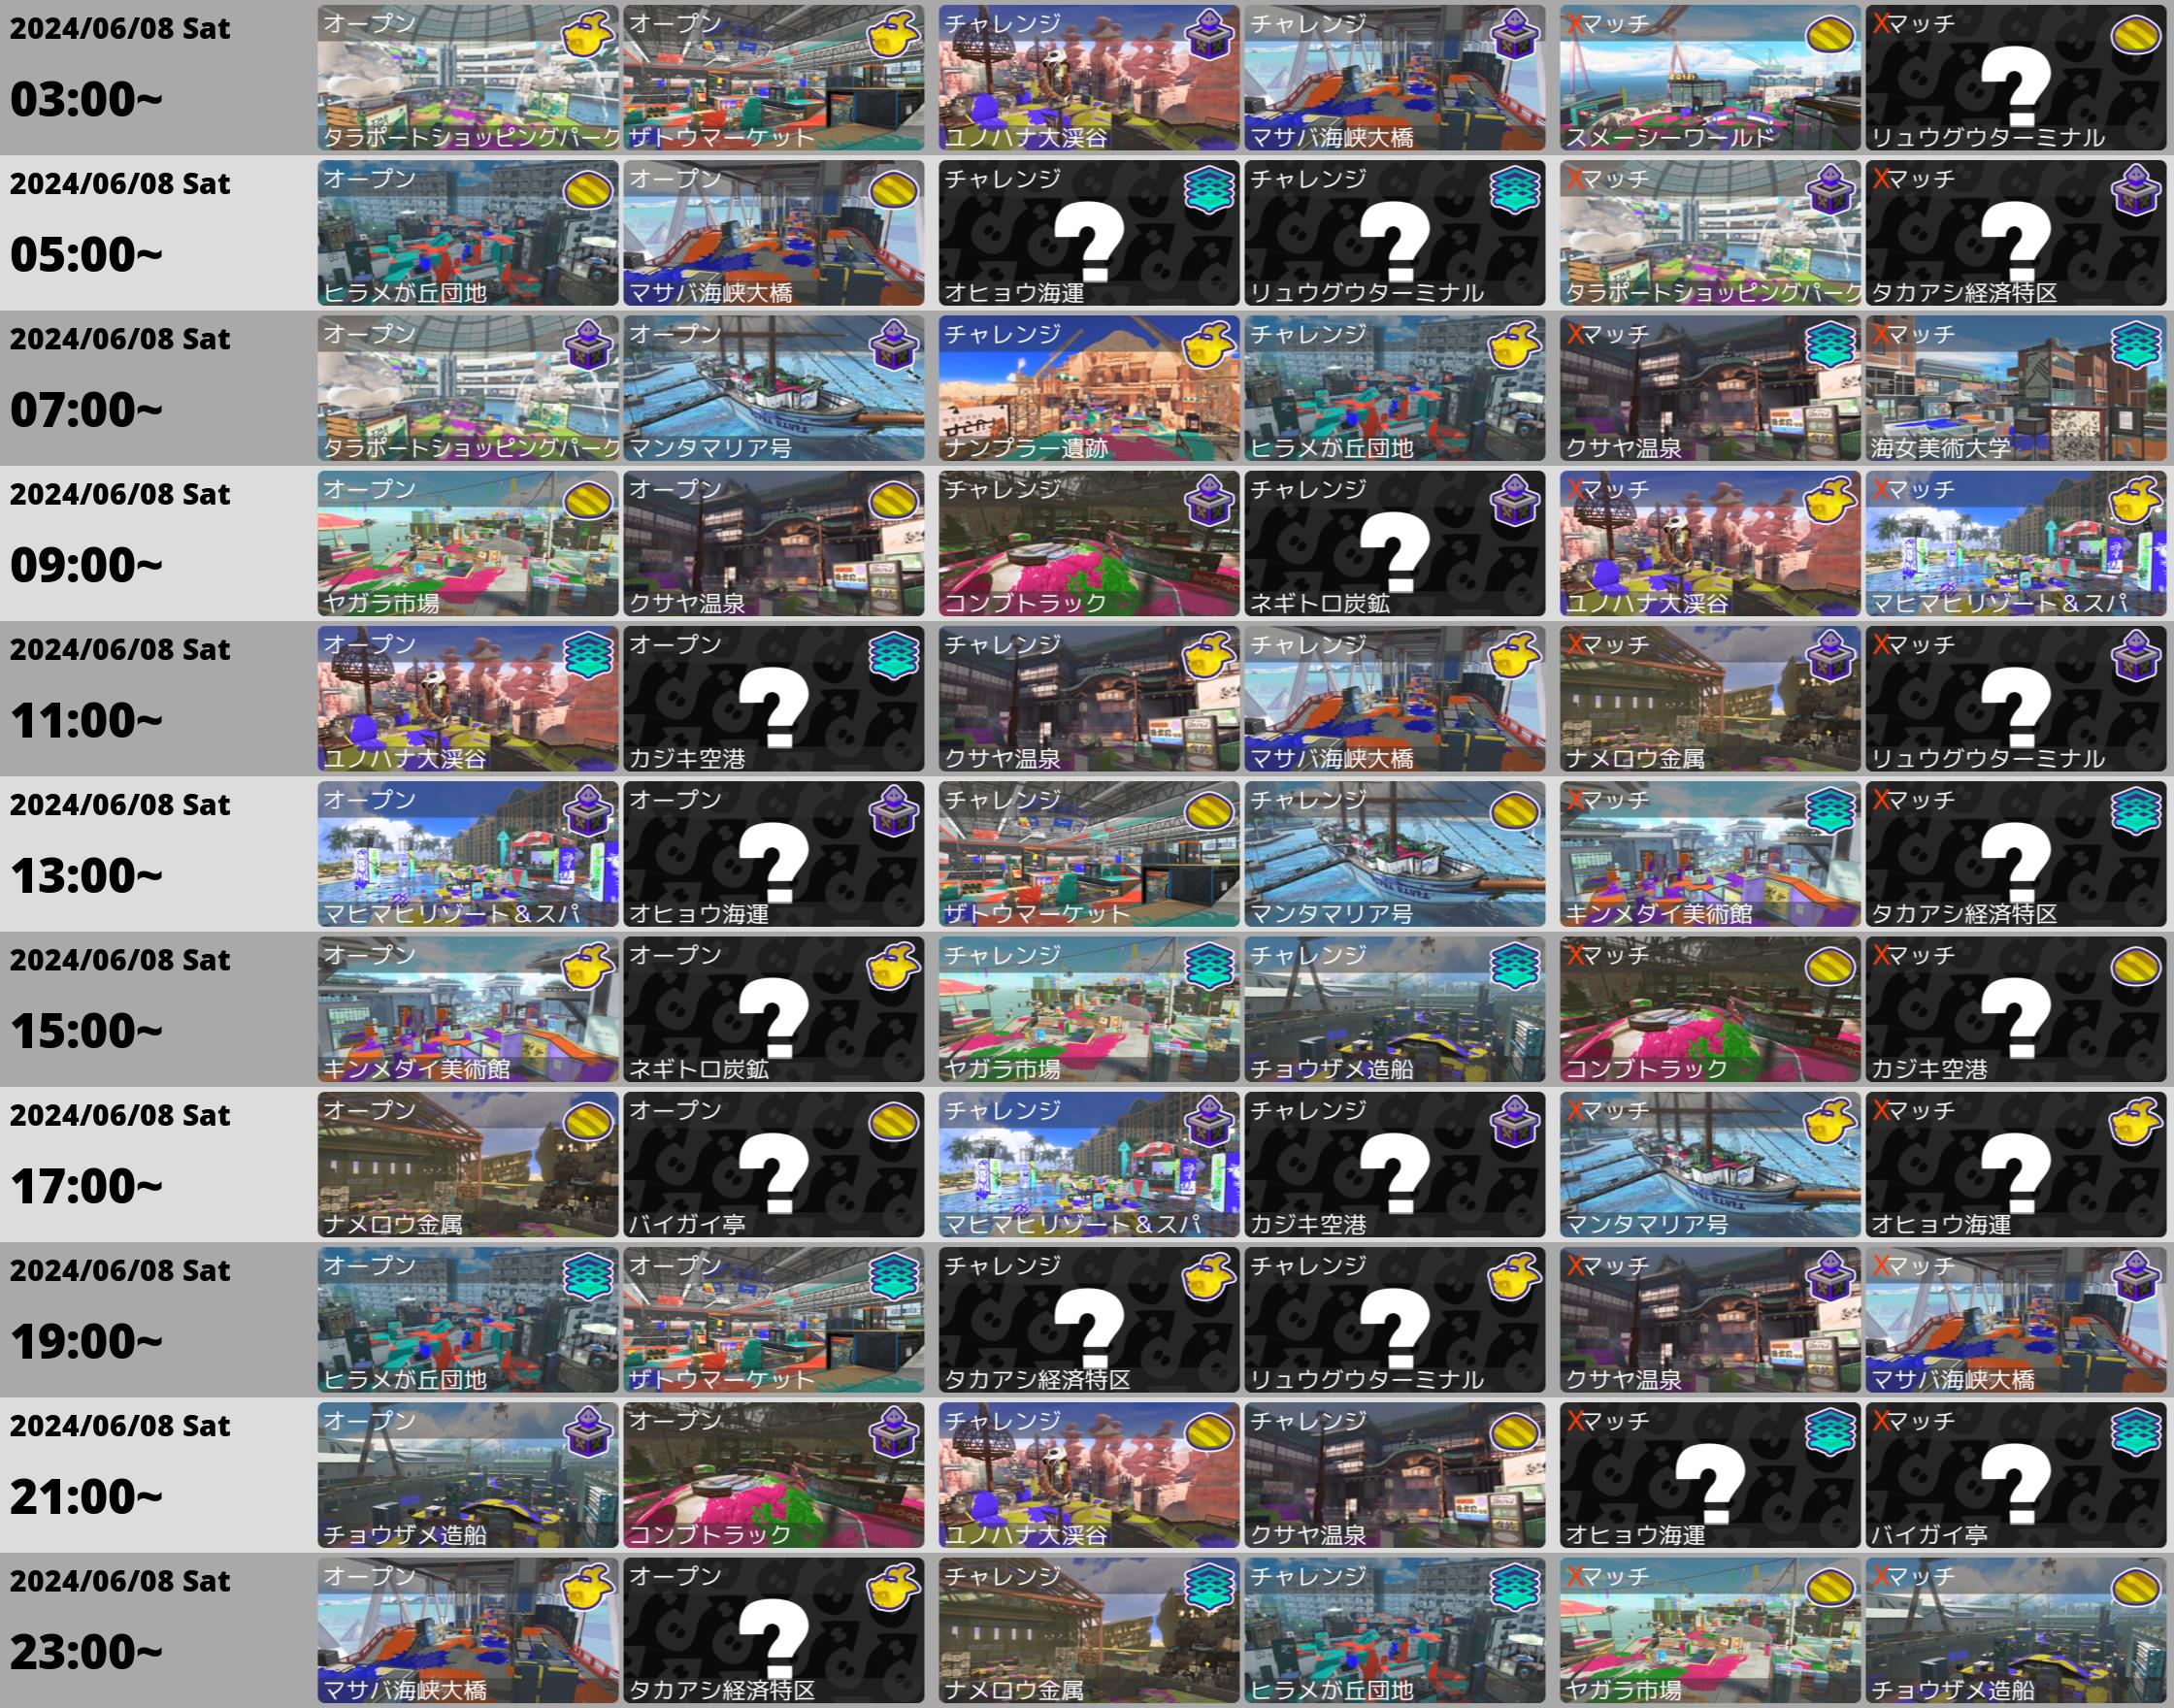 2024/06/08 Sat
03:00~
オープン オープン チャレンジ チャレンジ Xマッチ Xマッチ
タラポートショッピングパーク ザトウマーケット ユノハナ大渓谷 マサバ海峡大橋 スメーシーワールド リュウグウターミナル
2024/06/08 Sat
05:00~
オープン オープン チャレンジ チャレンジ Xマッチ Xマッチ
ヒラメが丘団地 マサバ海峡大橋 オヒョウ海運 リュウグウターミナル タラポートショッピングパーク タカアシ経済特区
2024/06/08 Sat
07:00~
オープン オープン チャレンジ チャレンジ Xマッチ Xマッチ
タラポートショッピングパーク マンタマリア号 ナンプラー遺跡 ヒラメが丘団地 クサヤ温泉 海女美術大学
2024/06/08 Sat
09:00~
オープン オープン チャレンジ チャレンジ Xマッチ Xマッチ
ヤガラ市場 クサヤ温泉 コンブトラック ネギトロ炭鉱 ユノハナ大渓谷 マヒマヒリゾート＆スパ
2024/06/08 Sat
11:00~
オープン オープン チャレンジ チャレンジ Xマッチ Xマッチ
ユノハナ大渓谷 カジキ空港 クサヤ温泉 マサバ海峡大橋 ナメロウ金属 リュウグウターミナル
2024/06/08 Sat
13:00~
オープン オープン チャレンジ チャレンジ Xマッチ Xマッチ
マヒマヒリゾート＆スパ オヒョウ海運 ザトウマーケット マンタマリア号 キンメダイ美術館 タカアシ経済特区
2024/06/08 Sat
15:00~
オープン オープン チャレンジ チャレンジ Xマッチ Xマッチ
キンメダイ美術館 ネギトロ炭鉱 ヤガラ市場 チョウザメ造船 コンブトラック カジキ空港
2024/06/08 Sat
17:00~
オープン オープン チャレンジ チャレンジ Xマッチ Xマッチ
ナメロウ金属 バイガイ亭 マヒマヒリゾート＆スパ カジキ空港 マンタマリア号 オヒョウ海運
2024/06/08 Sat
19:00~
オープン オープン チャレンジ チャレンジ Xマッチ Xマッチ
ヒラメが丘団地 ザトウマーケット タカアシ経済特区 リュウグウターミナル クサヤ温泉 マサバ海峡大橋
2024/06/08 Sat
21:00~
オープン オープン チャレンジ チャレンジ Xマッチ Xマッチ
チョウザメ造船 コンブトラック ユノハナ大渓谷 クサヤ温泉 オヒョウ海運 バイガイ亭
2024/06/08 Sat
23:00~
オープン オープン チャレンジ チャレンジ Xマッチ Xマッチ
マサバ海峡大橋 タカアシ経済特区 ナメロウ金属 ヒラメが丘団地 ヤガラ市場 チョウザメ造船